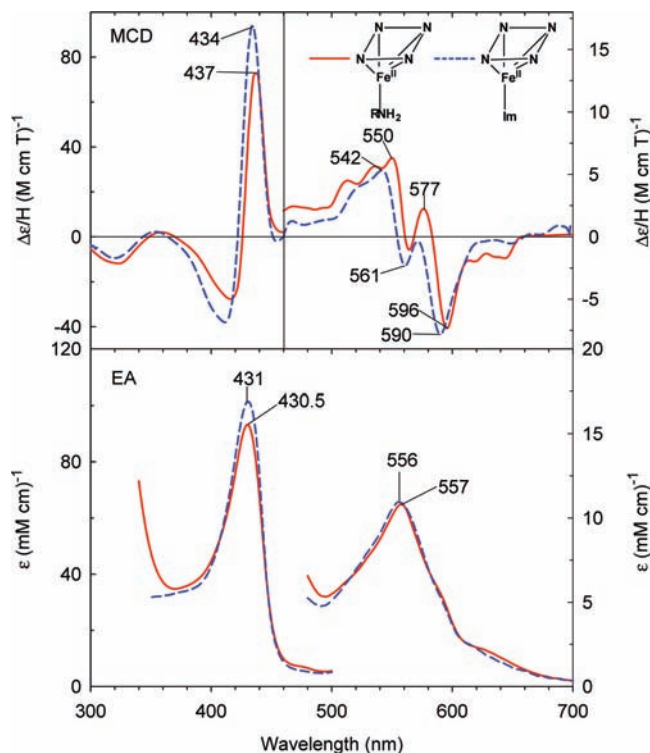 MCD
434
437
80
40
0
-40
120
Δε/H (M cm T)⁻¹
N N
N N
Fe^II
RNH₂
N N
N N
Fe^II
Im
550
542
577
561
596
590
15
10
5
0
-5
20
Δε/H (M cm T)⁻¹
EA
431
430.5
556
557
80
40
0
ε (mM cm)⁻¹
15
10
5
0
ε (mM cm)⁻¹
300 400 500 600 700
Wavelength (nm)